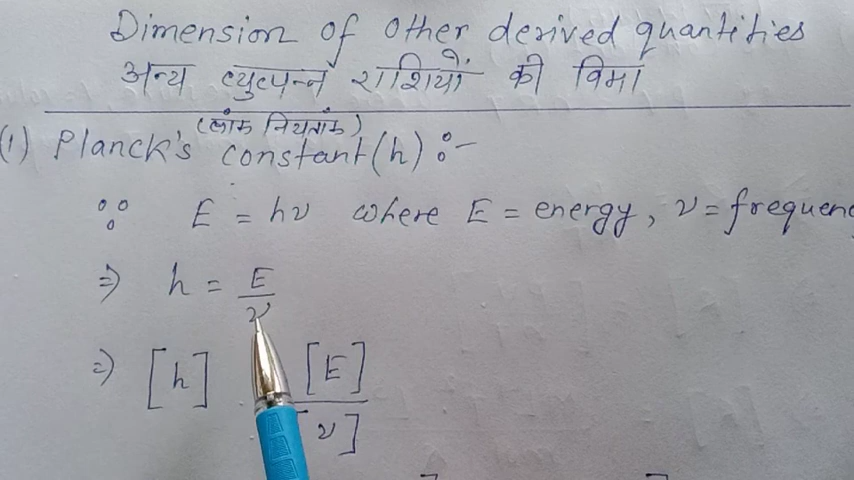 Dimension of other derived quantities
अन्य व्युत्पन्न राशियों की विमा
(प्लांक नियतांक)
(1) Planck's constant (h) :-
∵ E = hν where E = energy, ν = frequenc
⇒ h = E/ν
⇒ [h] [E]/[ν]